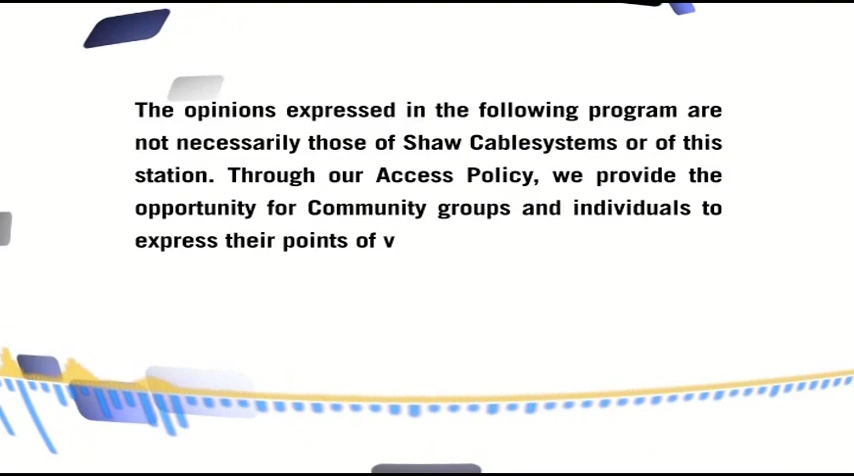 The opinions expressed in the following program are
not necessarily those of Shaw Cablesystems or of this
station. Through our Access Policy, we provide the
opportunity for Community groups and individuals to
express their points of v